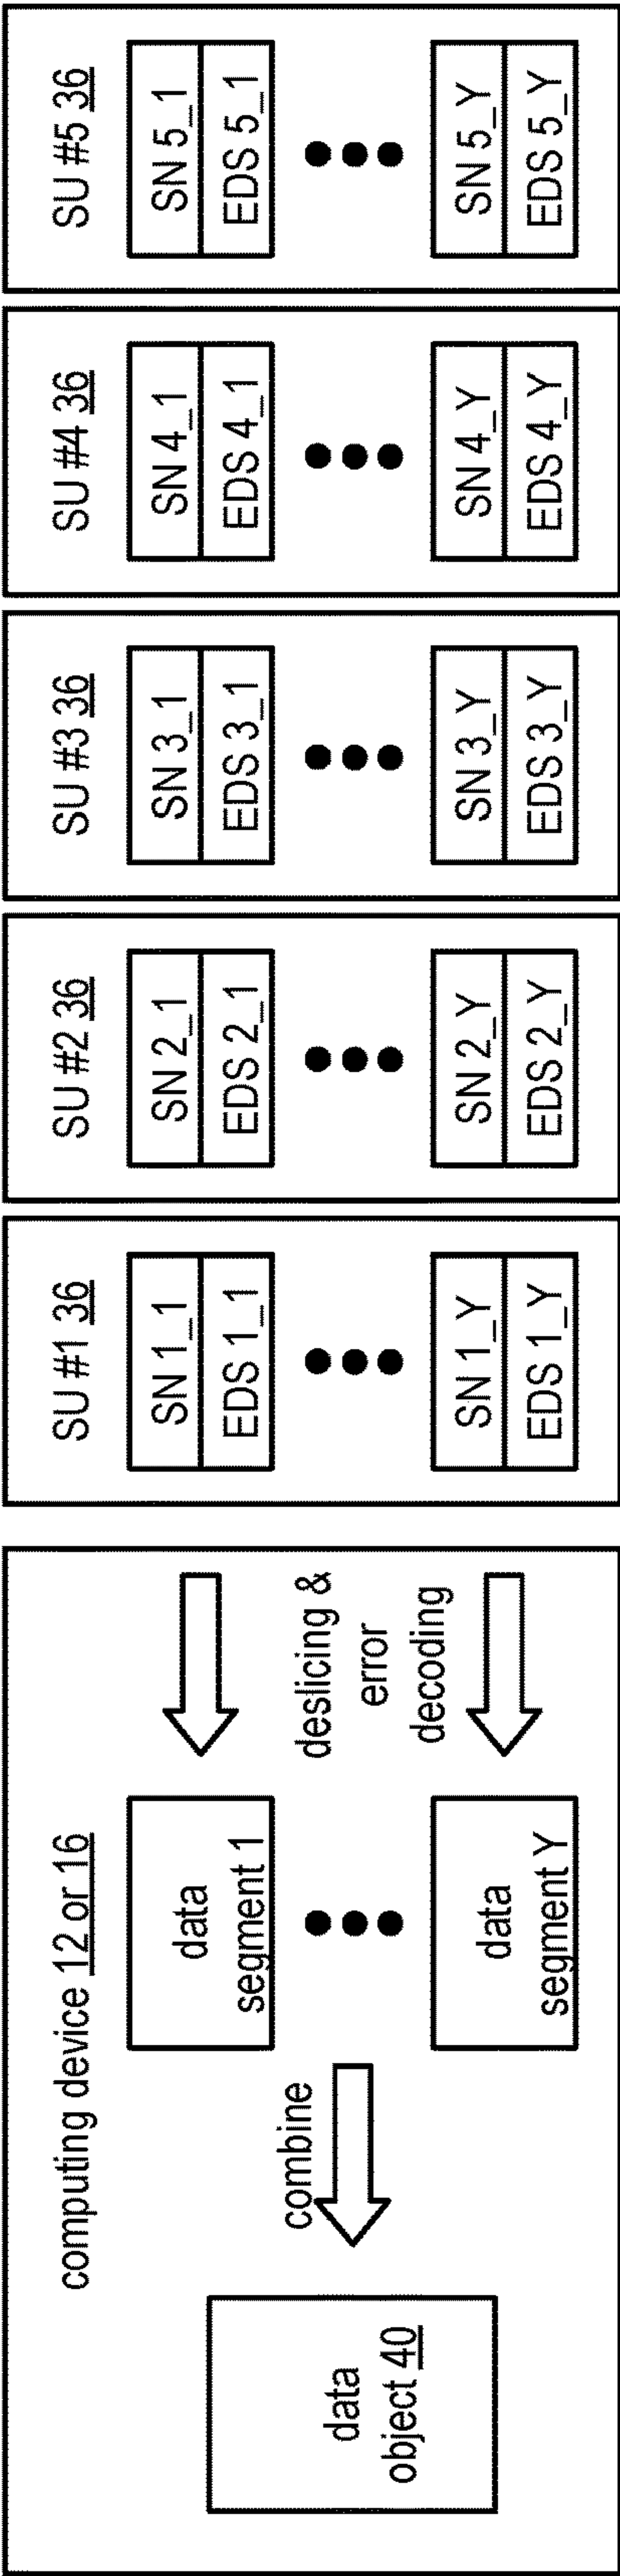 computing device 12 or 16
data
object 40
combine
data
segment 1
data
segment Y
deslicing &
error
decoding
SU #1 36
SN 1_1
EDS 1_1
SN 1_Y
EDS 1_Y
SU #2 36
SN 2_1
EDS 2_1
SN 2_Y
EDS 2_Y
SU #3 36
SN 3_1
EDS 3_1
SN 3_Y
EDS 3_Y
SU #4 36
SN 4_1
EDS 4_1
SN 4_Y
EDS 4_Y
SU #5 36
SN 5_1
EDS 5_1
SN 5_Y
EDS 5_Y